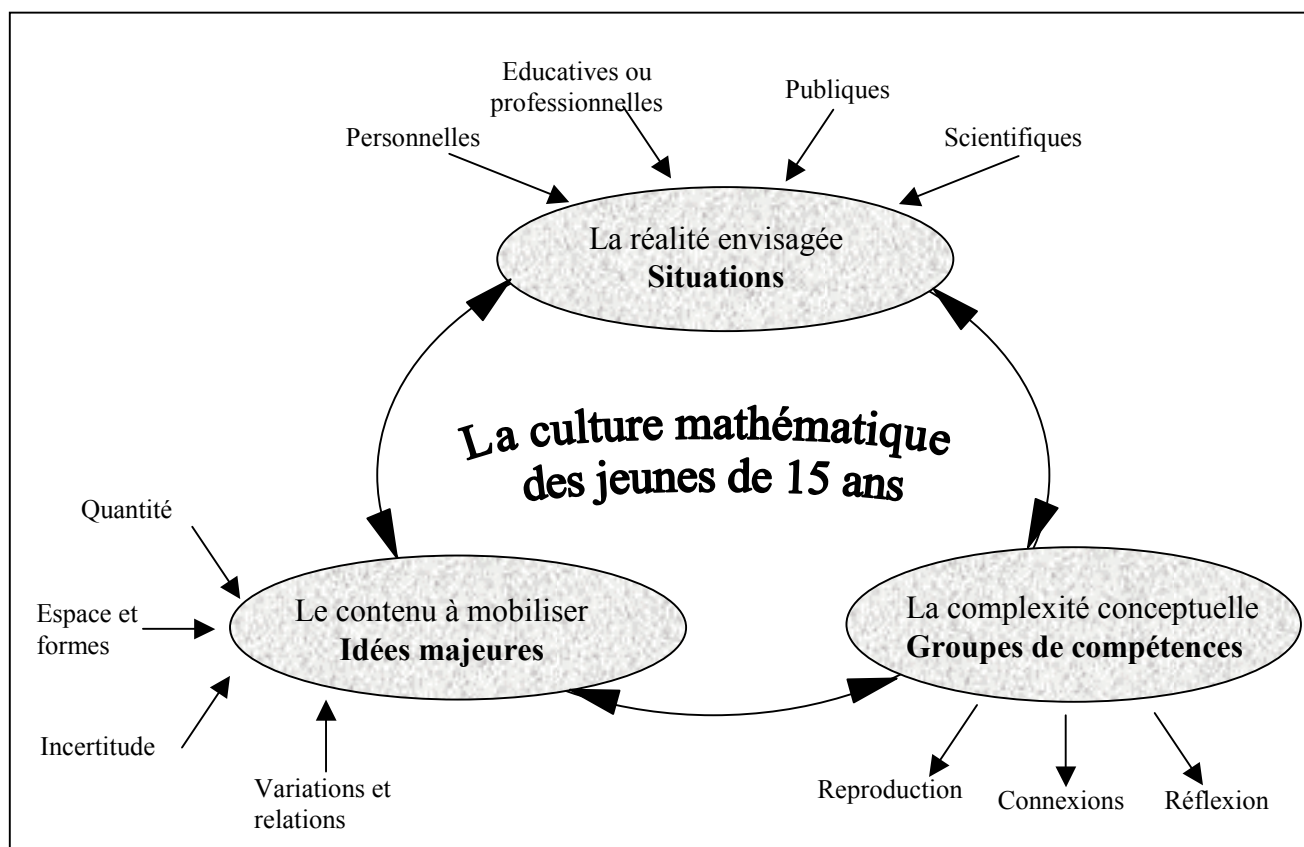 Educatives ou
professionnelles
Publiques
Personnelles
Scientifiques
La réalité envisagée
Situations
La culture mathématique
des jeunes de 15 ans
Quantité
Espace et
formes
Incertitude
Variations et
relations
Le contenu à mobiliser
Idées majeures
La complexité conceptuelle
Groupes de compétences
Reproduction
Connexions
Réflexion